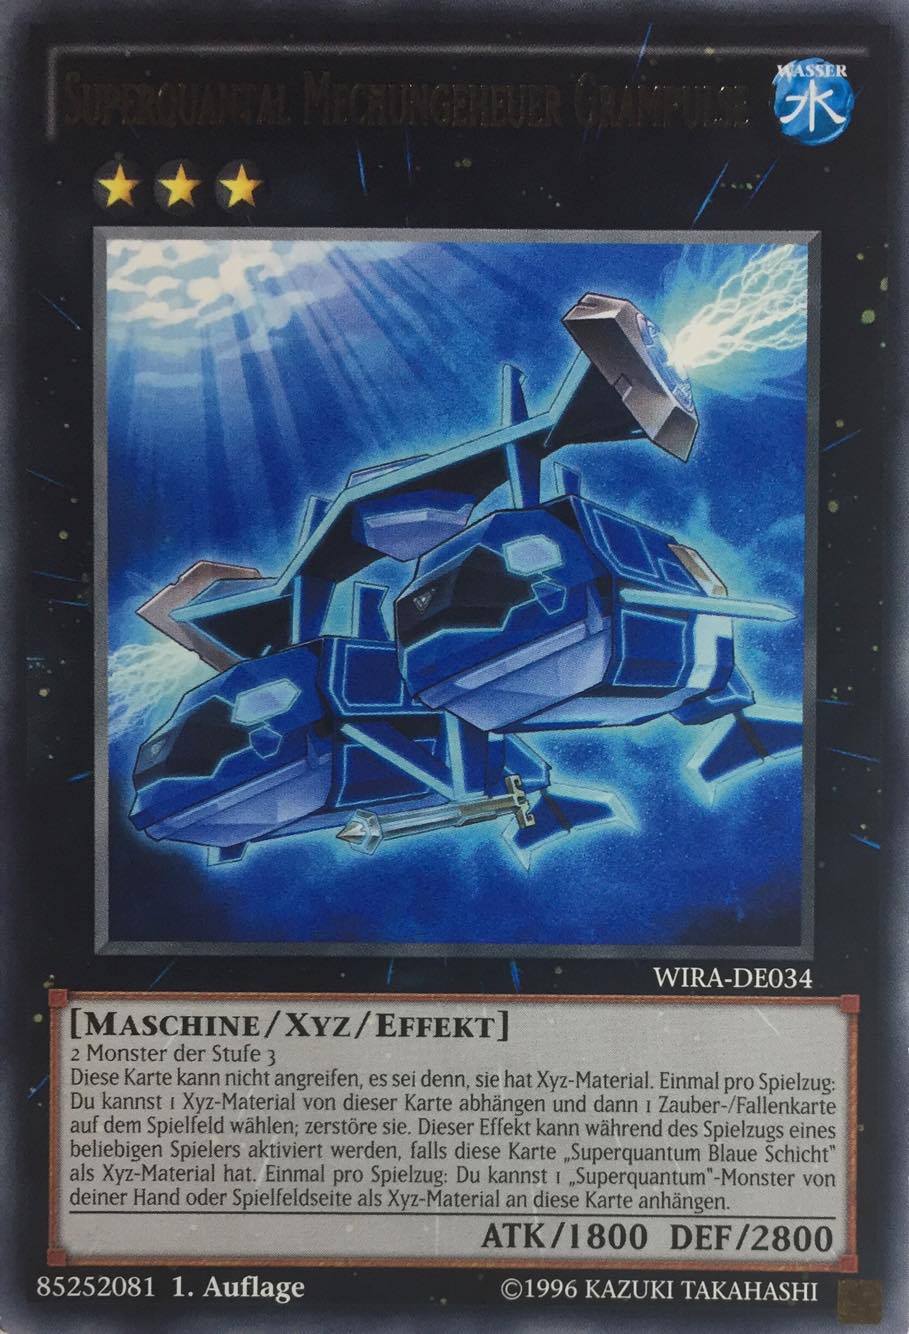 Superquantal Mechungeheuer Grampulse
WASSER
水
WIRA-DE034
[Maschine/Xyz/Effekt]
2 Monster der Stufe 3
Diese Karte kann nicht angreifen, es sei denn, sie hat Xyz-Material. Einmal pro Spielzug:
Du kannst 1 Xyz-Material von dieser Karte abhängen und dann 1 Zauber-/Fallenkarte
auf dem Spielfeld wählen; zerstöre sie. Dieser Effekt kann während des Spielzugs eines
beliebigen Spielers aktiviert werden, falls diese Karte „Superquantum Blaue Schicht"
als Xyz-Material hat. Einmal pro Spielzug: Du kannst 1 „Superquantum"-Monster von
deiner Hand oder Spielfeldseite als Xyz-Material an diese Karte anhängen.
ATK/1800 DEF/2800
85252081 1. Auflage ©1996 KAZUKI TAKAHASHI